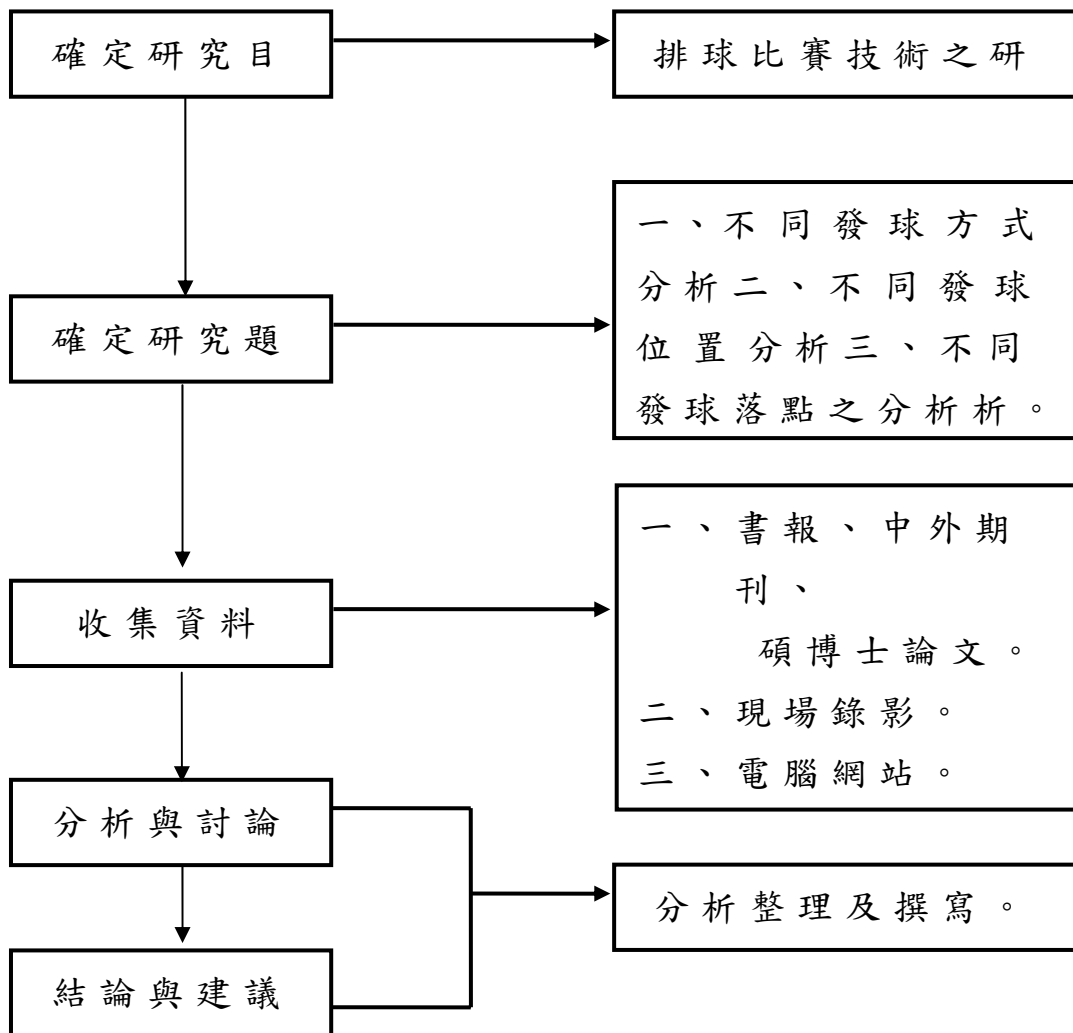 確定研究目
排球比賽技術之研
確定研究題
一、不同發球方式
分析二、不同發球
位置分析三、不同
發球落點之分析析。
收集資料
一、書報、中外期
刊、
碩博士論文。
二、現場錄影。
三、電腦網站。
分析與討論
分析整理及撰寫。
結論與建議